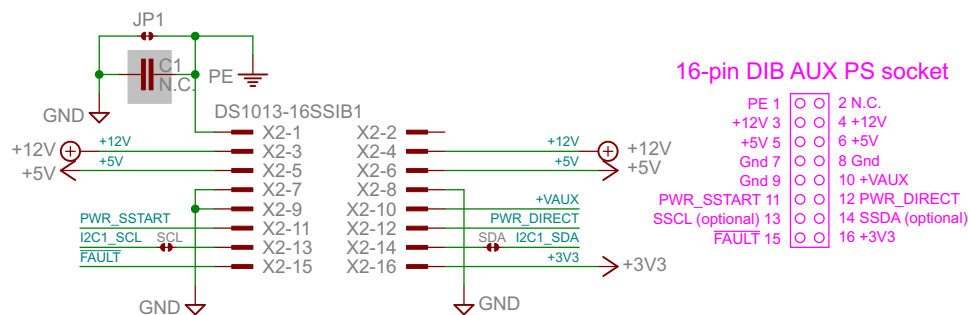 JP1
C1
N.C.
PE
GND
16-pin DIB AUX PS socket
DS1013-16SSIB1
PE 1 2 N.C.
+12V 3 4 +12V
+5V 5 6 +5V
Gnd 7 8 Gnd
Gnd 9 10 +VAUX
PWR_SSTART 11 12 PWR_DIRECT
SSCL (optional) 13 14 SSDA (optional)
FAULT 15 16 +3V3
X2-1 X2-2
+12V +12V X2-3 X2-4 +12V +12V
+5V +5V X2-5 X2-6 +5V +5V
X2-7 X2-8
X2-9 X2-10 +VAUX
PWR_SSTART X2-11 X2-12 PWR_DIRECT
I2C1_SCL SCL X2-13 X2-14 SDA I2C1_SDA
FAULT X2-15 X2-16 +3V3 +3V3
GND GND